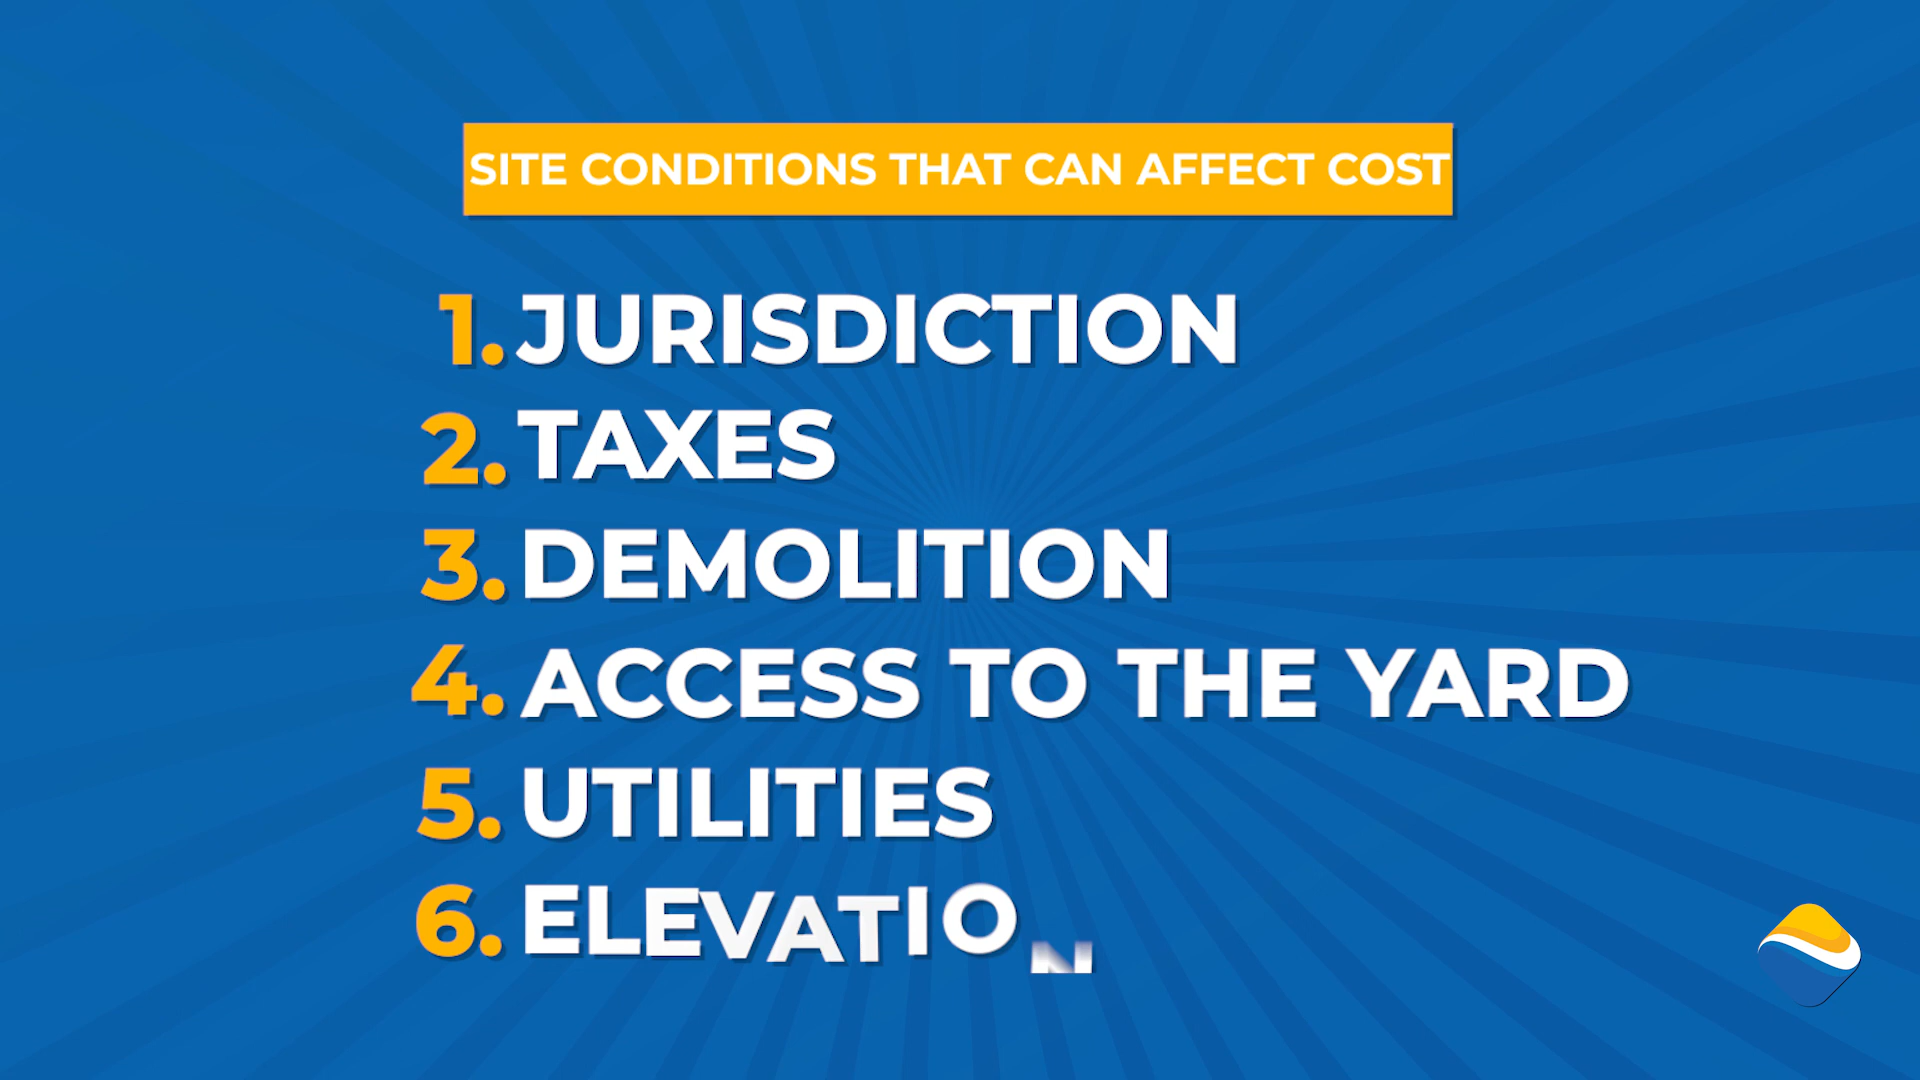 SITE CONDITIONS THAT CAN AFFECT COST
1. JURISDICTION
2. TAXES
3. DEMOLITION
4. ACCESS TO THE YARD
5. UTILITIES
6. ELEVATION